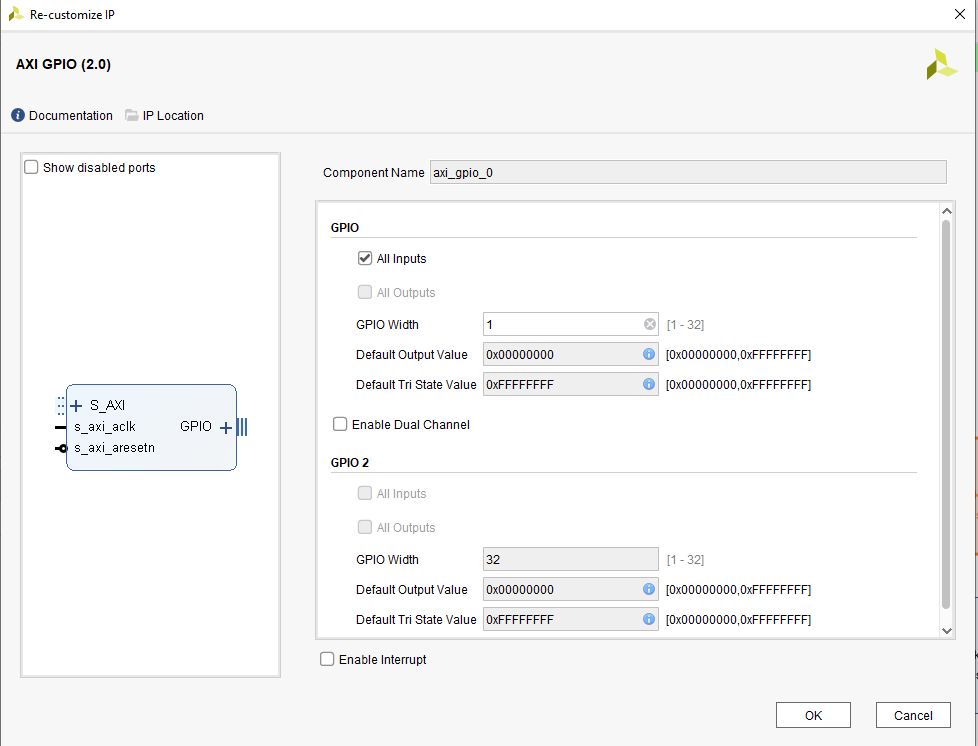 Re-customize IP
AXI GPIO (2.0)
Documentation IP Location
Show disabled ports
S_AXI
s_axi_aclk GPIO
s_axi_aresetn
Component Name axi_gpio_0
GPIO
All Inputs
All Outputs
GPIO Width 1 [1 - 32]
Default Output Value 0x00000000 [0x00000000,0xFFFFFFFF]
Default Tri State Value 0xFFFFFFFF [0x00000000,0xFFFFFFFF]
Enable Dual Channel
GPIO 2
All Inputs
All Outputs
GPIO Width 32 [1 - 32]
Default Output Value 0x00000000 [0x00000000,0xFFFFFFFF]
Default Tri State Value 0xFFFFFFFF [0x00000000,0xFFFFFFFF]
Enable Interrupt
OK Cancel